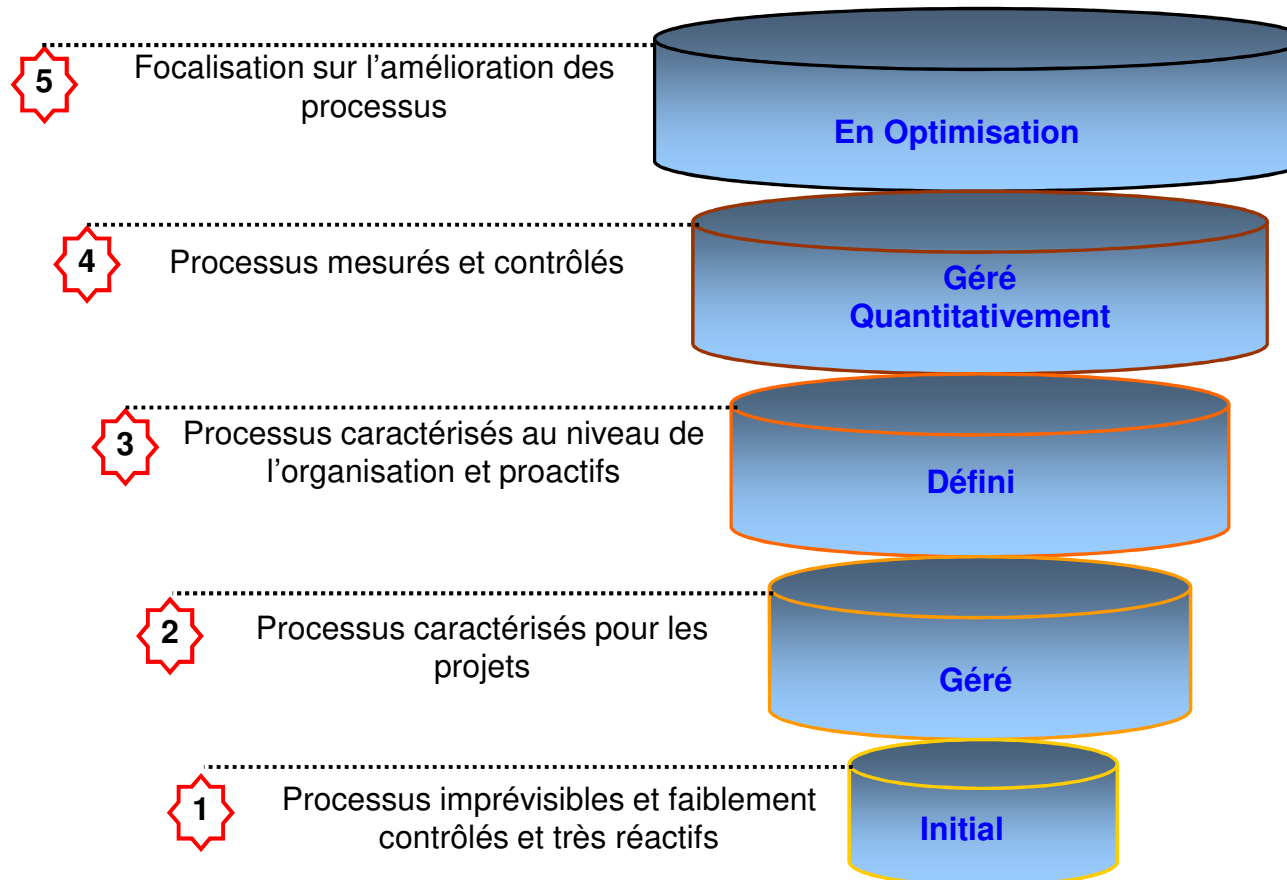 5
Focalisation sur l’amélioration des
processus
En Optimisation
4
Processus mesurés et contrôlés
Géré
Quantitativement
3
Processus caractérisés au niveau de
l’organisation et proactifs
Défini
2
Processus caractérisés pour les
projets
Géré
1
Processus imprévisibles et faiblement
contrôlés et très réactifs
Initial